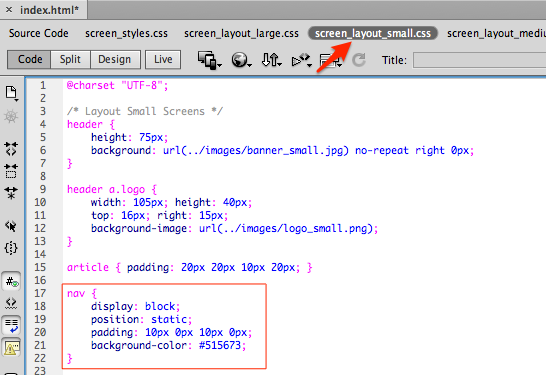 index.html*
Source Code screen_styles.css screen_layout_large.css screen_layout_small.css screen_layout_medi
Code Split Design Live Title:
1 @charset "UTF-8";
2
3 /* Layout Small Screens */
4 header {
5 height: 75px;
6 background: url(../images/banner_small.jpg) no-repeat right 0px;
7 }
8
9 header a.logo {
10 width: 105px; height: 40px;
11 top: 16px; right: 15px;
12 background-image: url(../images/logo_small.png);
13 }
14
15 article { padding: 20px 20px 10px 20px; }
16
17 nav {
18 display: block;
19 position: static;
20 padding: 10px 0px 10px 0px;
21 background-color: #515673;
22 }